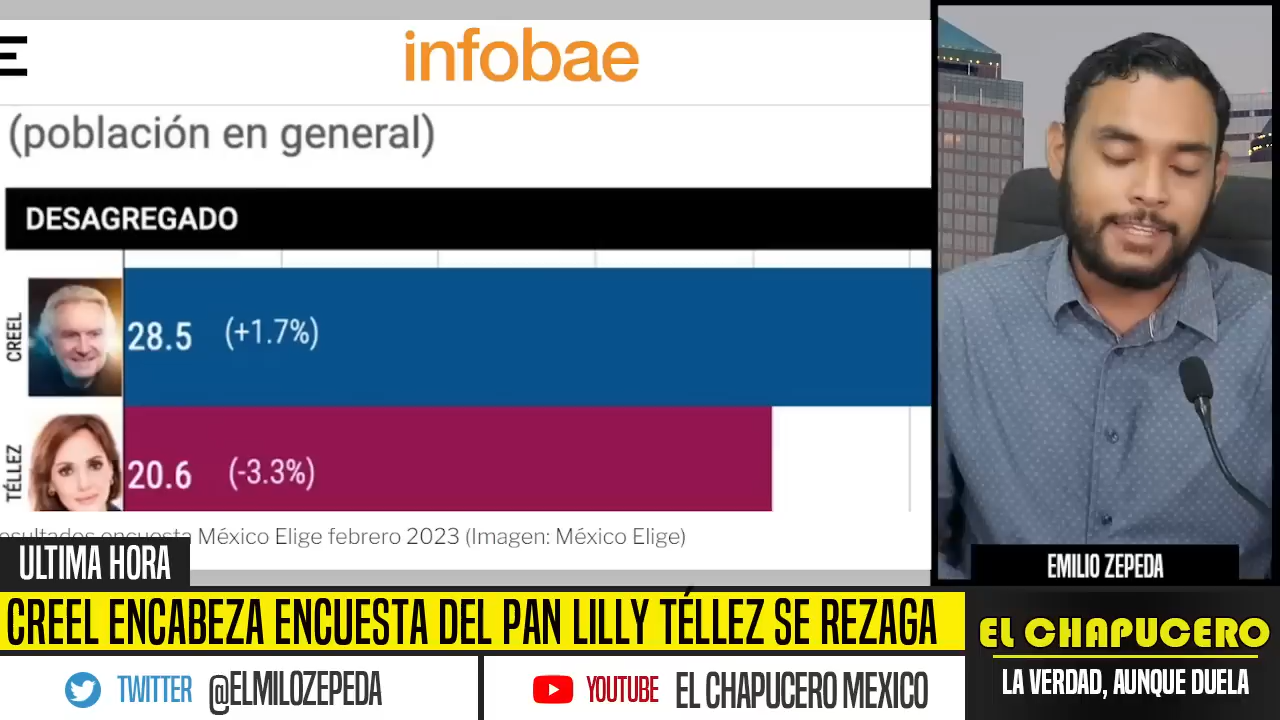 infobae
(población en general)
DESAGREGADO
CREEL
28.5 (+1.7%)
TÉLLEZ
20.6 (-3.3%)
resultados encuesta México Elige febrero 2023 (Imagen: México Elige)
ULTIMA HORA
CREEL ENCABEZA ENCUESTA DEL PAN LILLY TÉLLEZ SE REZAGA
TWITTER @ELMILOZEPEDA
YOUTUBE EL CHAPUCERO MEXICO
EMILIO ZEPEDA
EL CHAPUCERO
LA VERDAD, AUNQUE DUELA